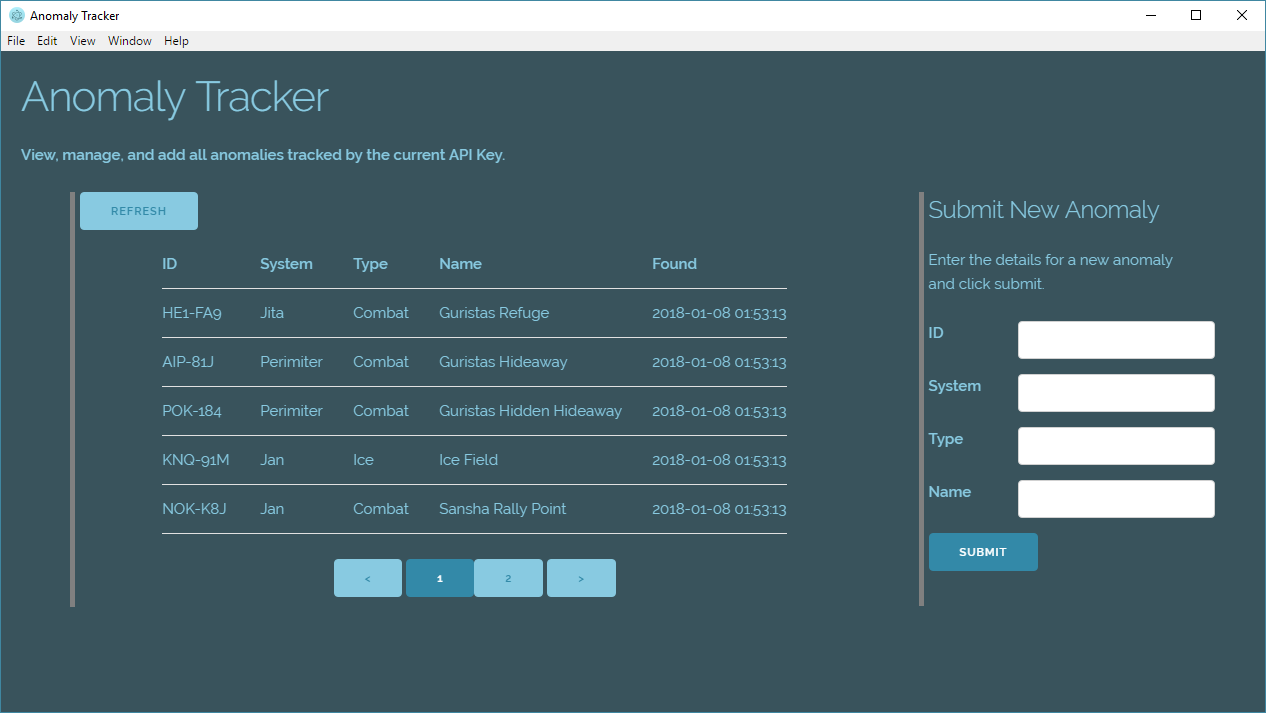 Anomaly Tracker
File Edit View Window Help
Anomaly Tracker
View, manage, and add all anomalies tracked by the current API Key.
REFRESH
ID System Type Name Found
HE1-FA9 Jita Combat Guristas Refuge 2018-01-08 01:53:13
AIP-81J Perimiter Combat Guristas Hideaway 2018-01-08 01:53:13
POK-184 Perimiter Combat Guristas Hidden Hideaway 2018-01-08 01:53:13
KNQ-91M Jan Ice Ice Field 2018-01-08 01:53:13
NOK-K8J Jan Combat Sansha Rally Point 2018-01-08 01:53:13
< 1 2 >
Submit New Anomaly
Enter the details for a new anomaly
and click submit.
ID
System
Type
Name
SUBMIT